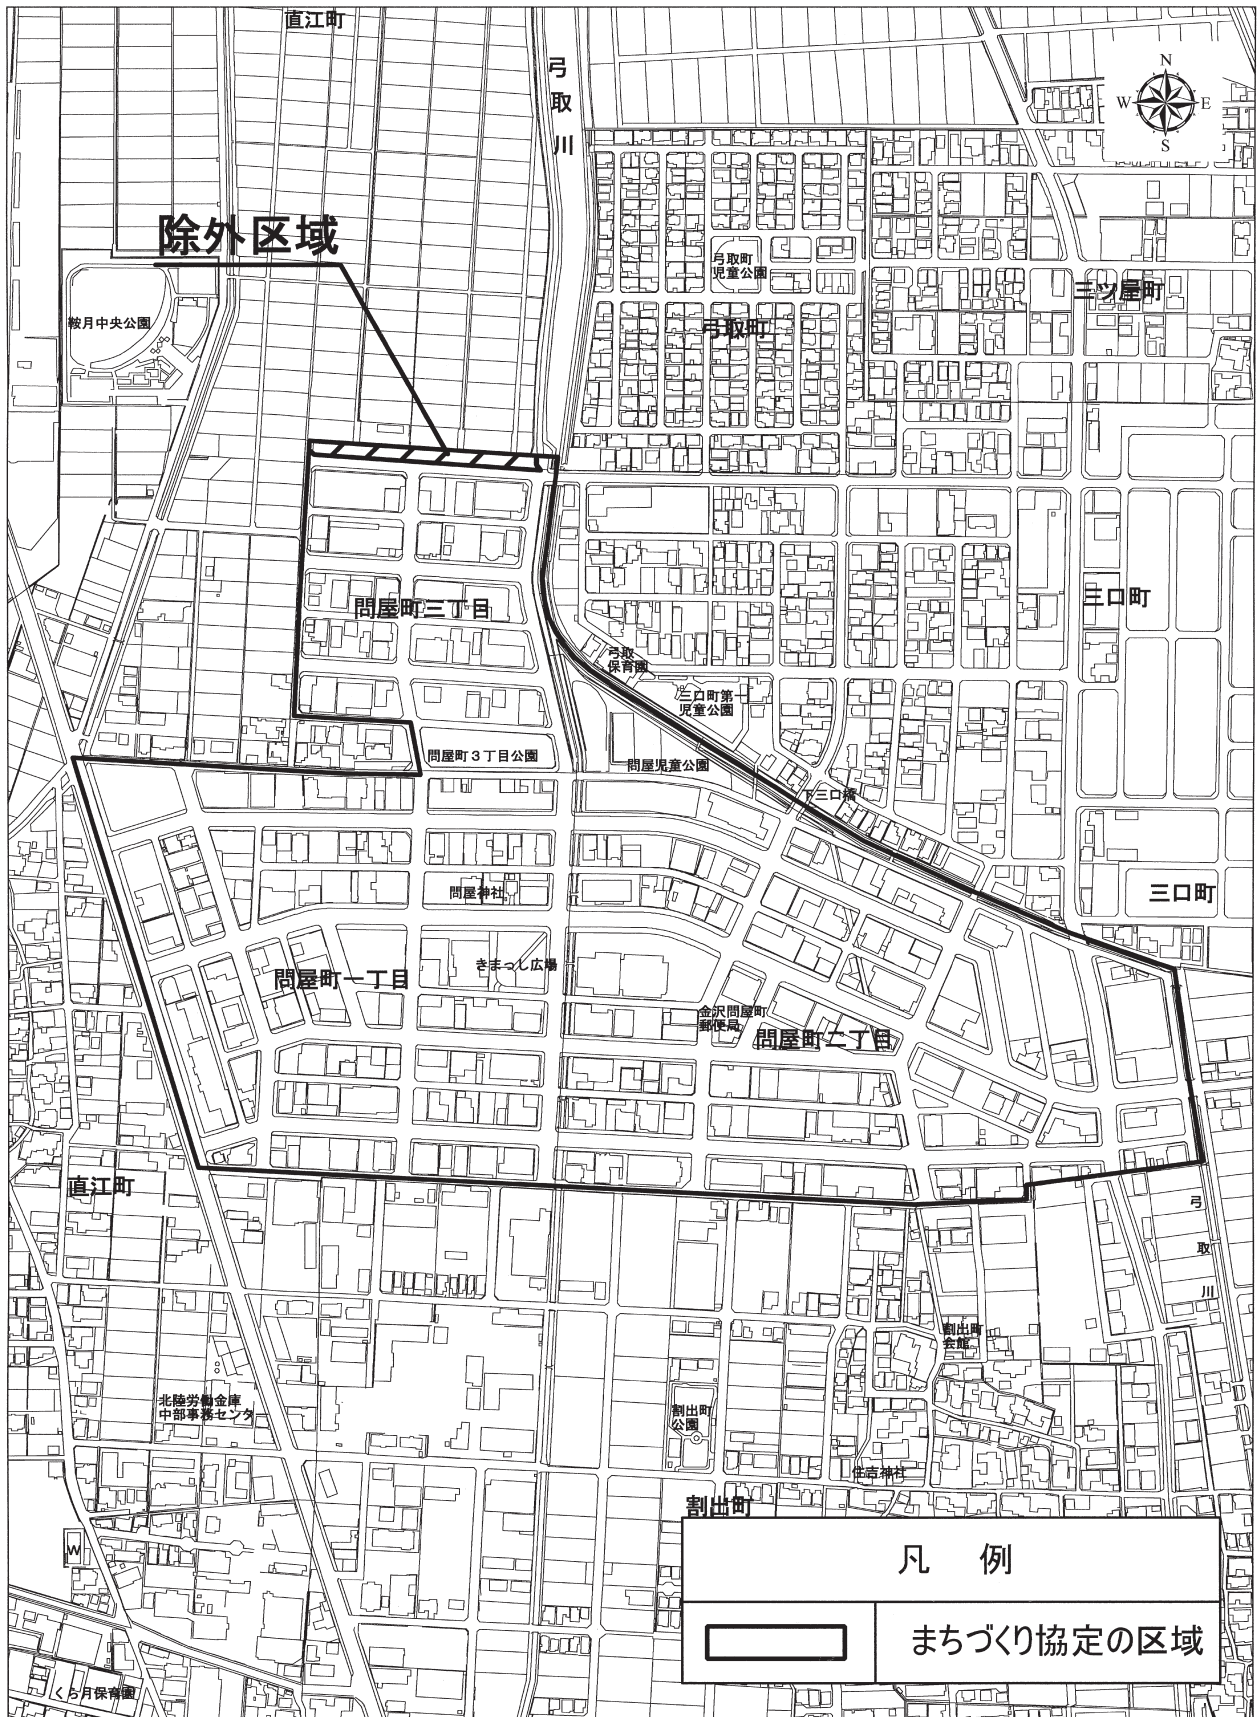 直江町
弓
取
川
N
W
E
S
除外区域
弓取町
児童公園
三ツ屋町
鞍月中央公園
弓取町
問屋町三丁目
三口町
弓取
保育園
三口町第一
児童公園
問屋町3丁目公園
問屋児童公園
下三口橋
問屋神社
三口町
きまっし広場
問屋町一丁目
金沢問屋町
郵便局
問屋町二丁目
直江町
弓
取
川
割出町
会館
北陸労働金庫
中部事務センタ
割出町
公園
住吉神社
割出町
W
凡例
まちづくり協定の区域
くら月保育園